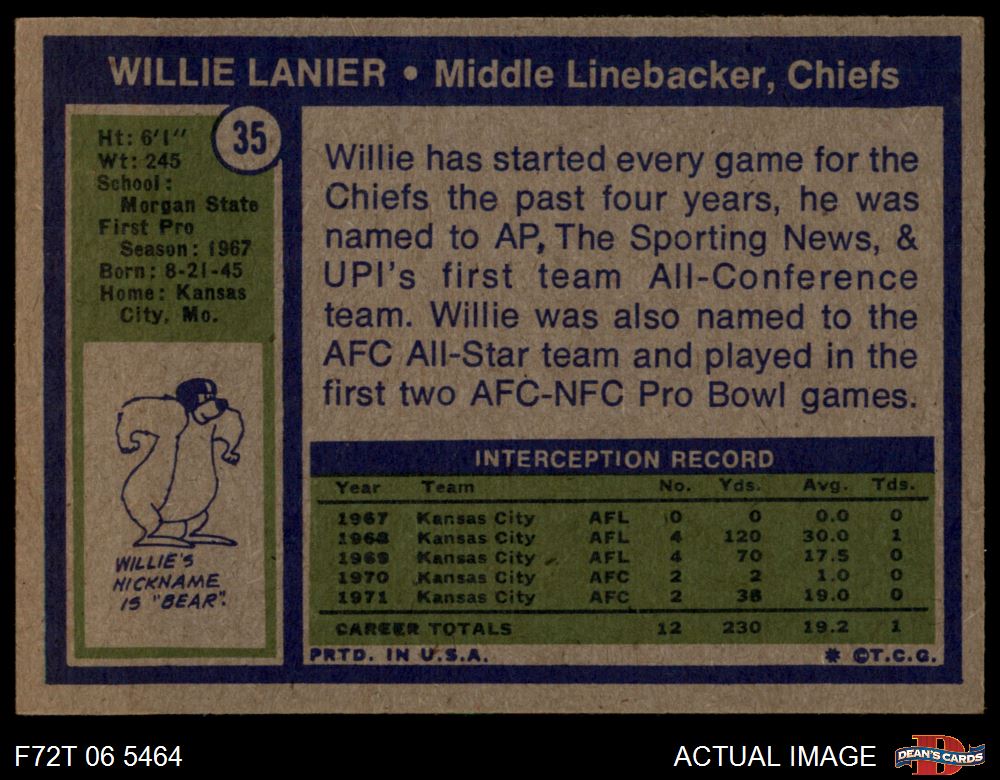 WILLIE LANIER • Middle Linebacker, Chiefs
35
Ht: 6'1"
Wt: 245
School:
Morgan State
First Pro
Season: 1967
Born: 8-21-45
Home: Kansas
City, Mo.
WILLIE'S
NICKNAME
IS "BEAR".
Willie has started every game for the
Chiefs the past four years, he was
named to AP, The Sporting News, &
UPI's first team All-Conference
team. Willie was also named to the
AFC All-Star team and played in the
first two AFC-NFC Pro Bowl games.
INTERCEPTION RECORD
Year Team No. Yds. Avg. Tds.
1967 Kansas City AFL 0 0 0.0 0
1968 Kansas City AFL 4 120 30.0 1
1969 Kansas City AFL 4 70 17.5 0
1970 Kansas City AFC 2 2 1.0 0
1971 Kansas City AFC 2 38 19.0 0
CAREER TOTALS 12 230 19.2 1
PRTD. IN U.S.A. * ©T.C.G.
F72T 06 5464 ACTUAL IMAGE DEAN'S CARDS